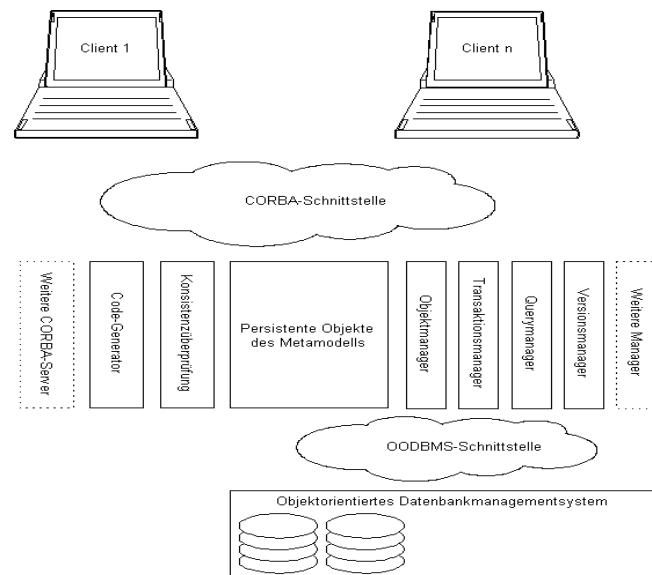 Client 1
Client n
CORBA-Schnittstelle
Weitere CORBA-Server
Code-Generator
Konsistenzüberprüfung
Persistente Objekte
des Metamodells
Objektmanager
Transaktionsmanager
Querymanager
Versionsmanager
Weitere Manager
OODBMS-Schnittstelle
Objektorientiertes Datenbankmanagementsystem